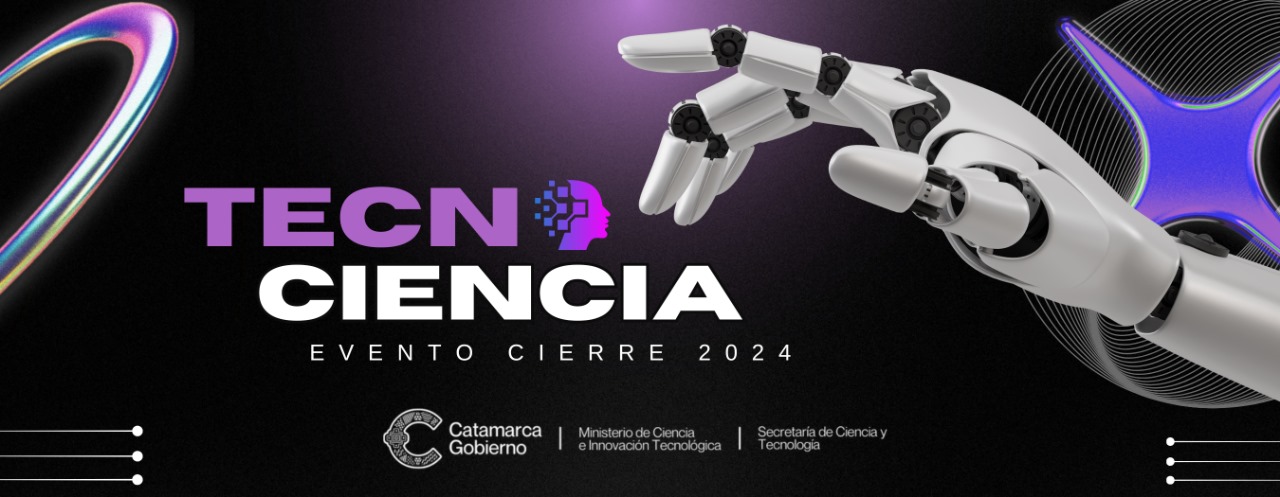 TECN
CIENCIA
EVENTO CIERRE 2024
Catamarca
Gobierno
Ministerio de Ciencia
e Innovación Tecnológica
Secretaría de Ciencia y
Tecnología